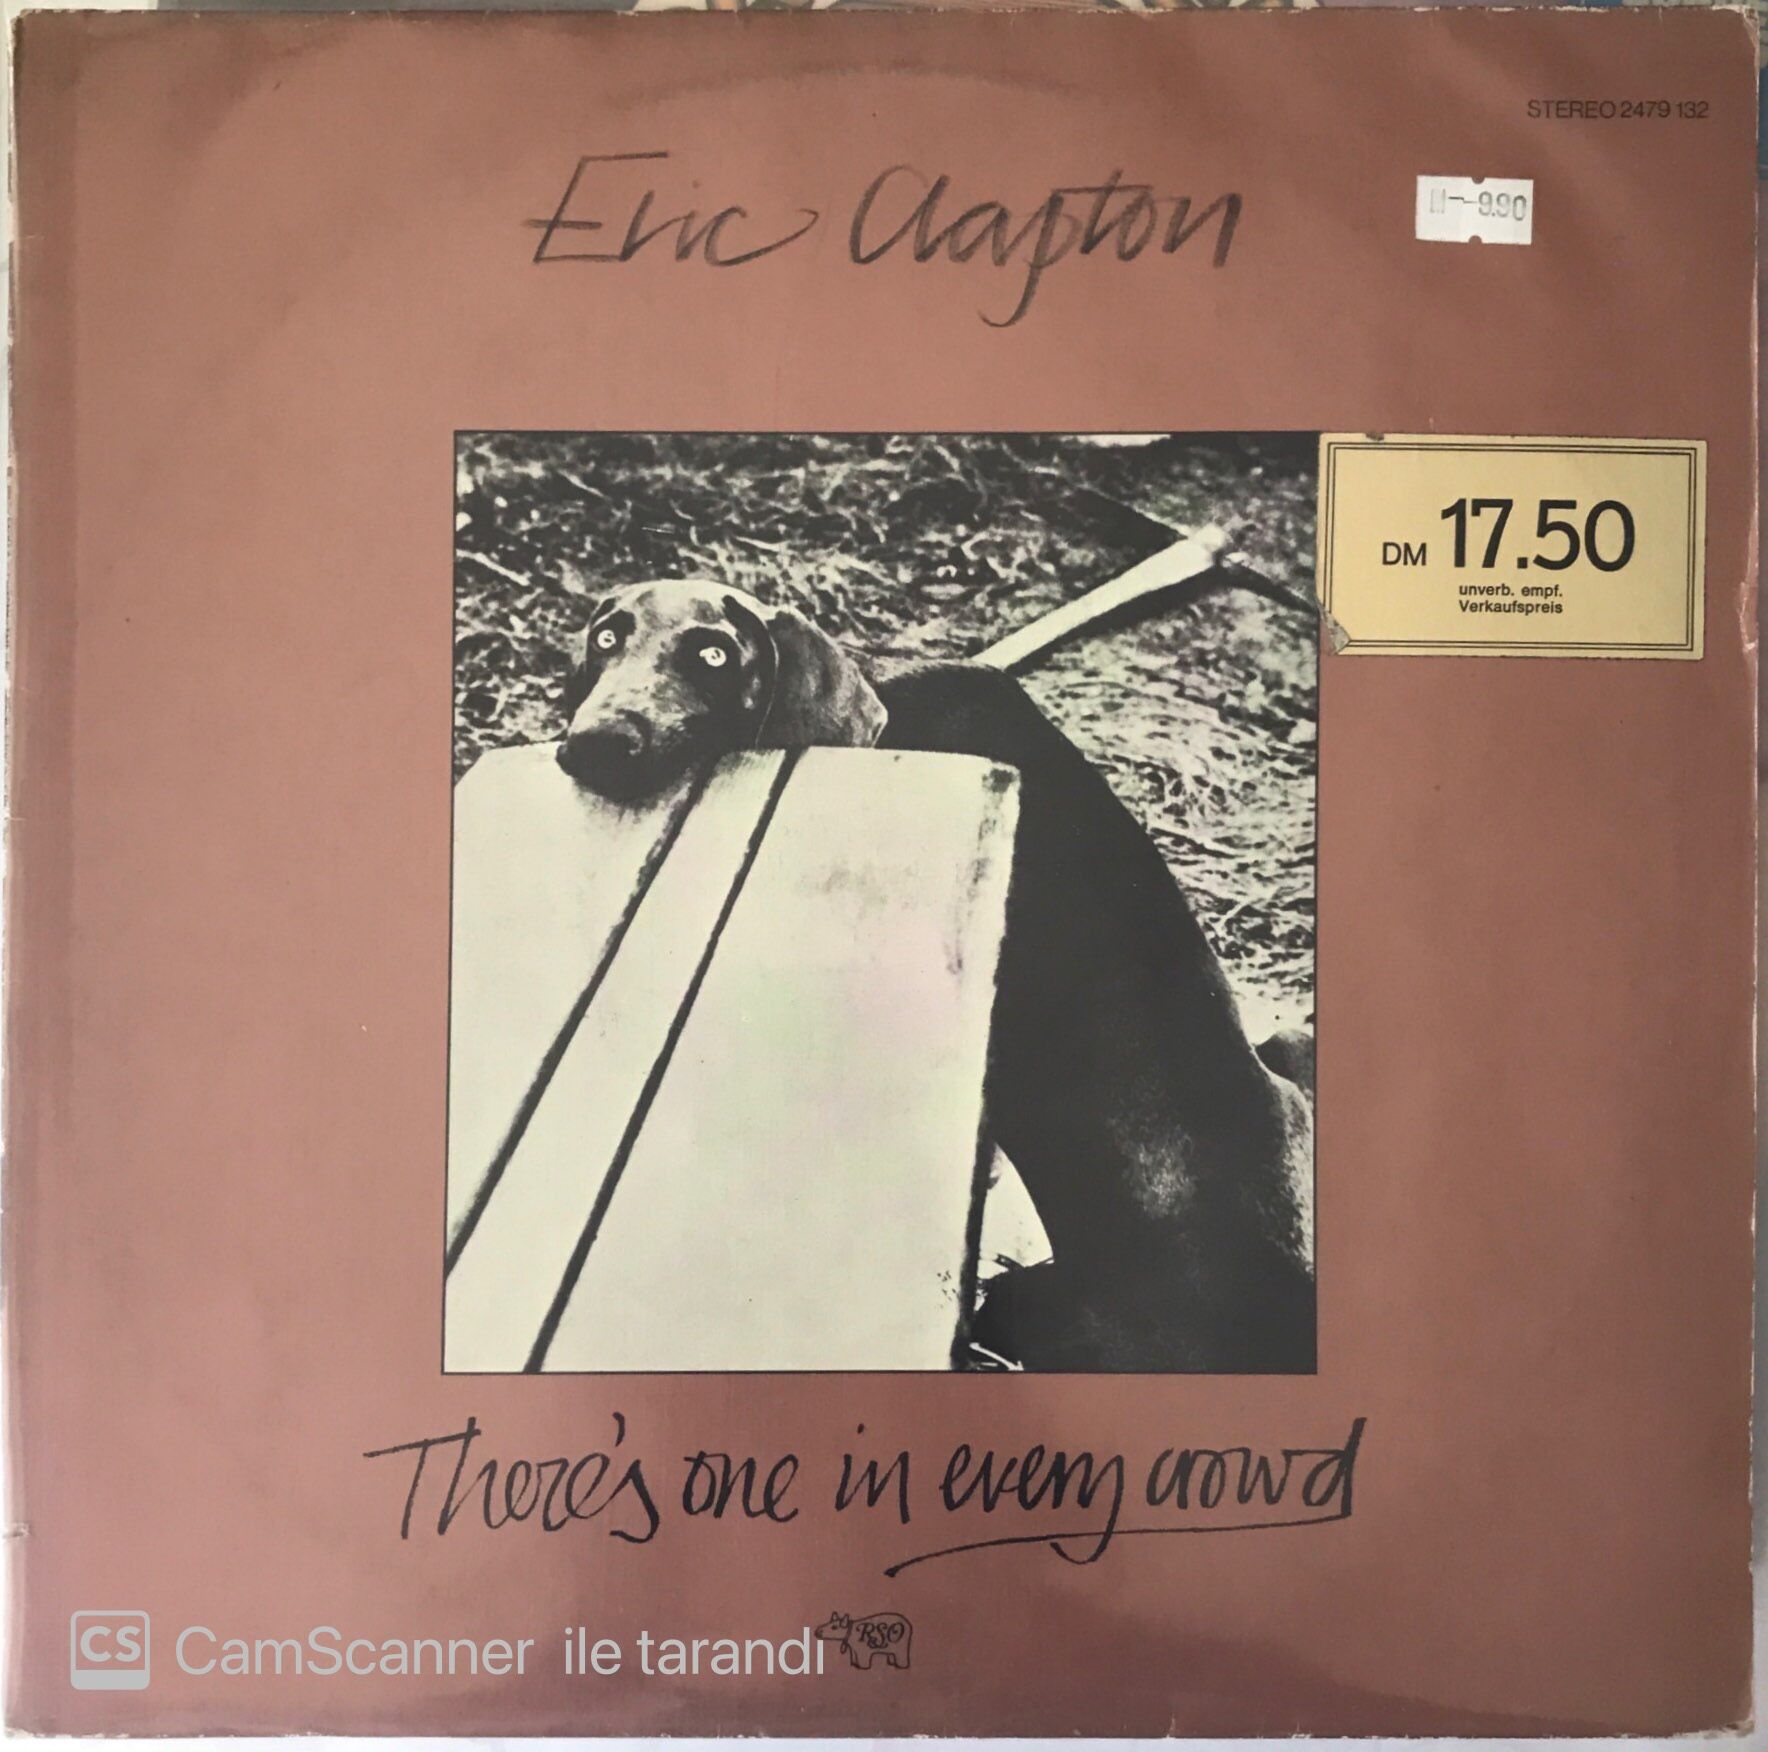 STEREO 2479 132
Eric Clapton
9.90
DM 17.50
unverb. empf.
Verkaufspreis
There's one in every crowd
RSO
CS CamScanner ile tarandı